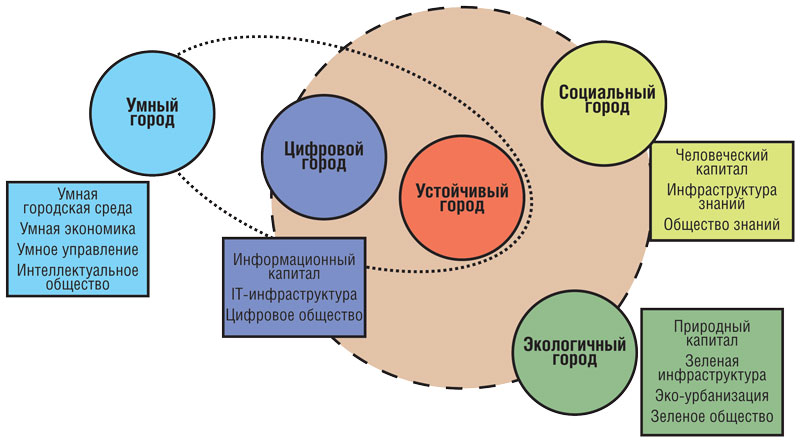 Умный
город
Умная
городская среда
Умная экономика
Умное управление
Интеллектуальное
общество
Цифровой
город
Информационный
капитал
IT-инфраструктура
Цифровое общество
Устойчивый
город
Социальный
город
Человеческий
капитал
Инфраструктура
знаний
Общество знаний
Экологичный
город
Природный
капитал
Зеленая
инфраструктура
Эко-урбанизация
Зеленое общество